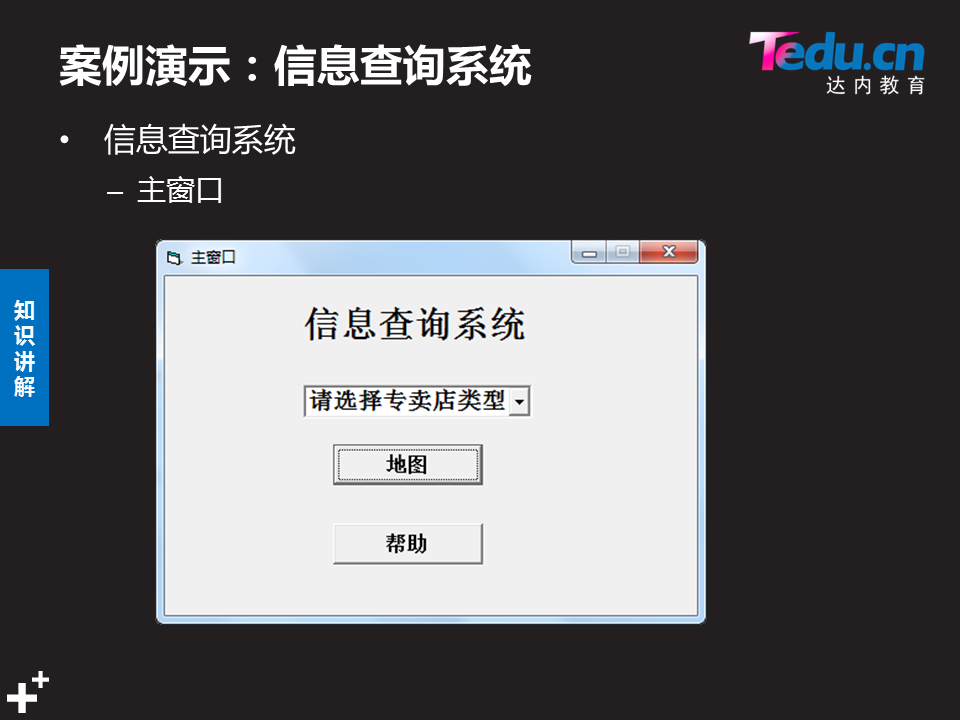 案例演示：信息查询系统
Tedu.cn
达内教育
• 信息查询系统
– 主窗口
知识讲解
主窗口
信息查询系统
请选择专卖店类型
地图
帮助